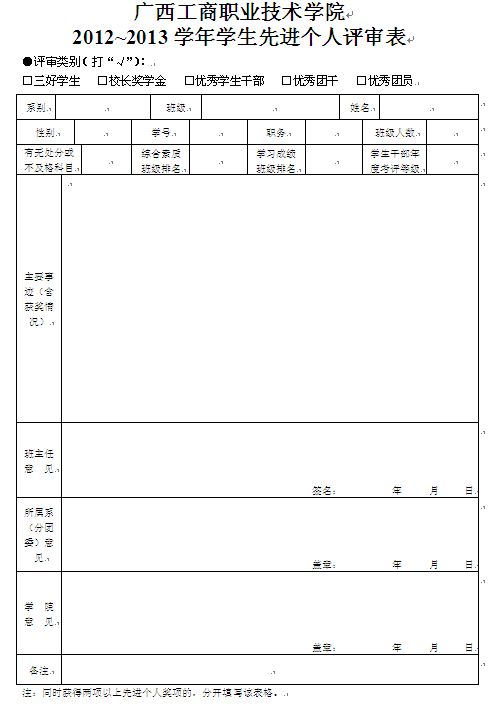 广西工商职业技术学院
2012~2013学年学生先进个人评审表
●评审类别(打“√”)：
□三好学生 □校长奖学金 □优秀学生干部 □优秀团干 □优秀团员
系别 班级 姓名
性别 学号 职务 班级人数
有无处分或 综合素质 学习成绩 学生干部年
不及格科目 班级排名 班级排名 度考评等级
主要事
迹（含
获奖情
况）
班主任
意 见
签名： 年 月 日
所属系
（分团
委）意
见
盖章： 年 月 日
学 院
意 见
盖章： 年 月 日
备注
注：同时获得两项以上先进个人奖项的，分开填写该表格。